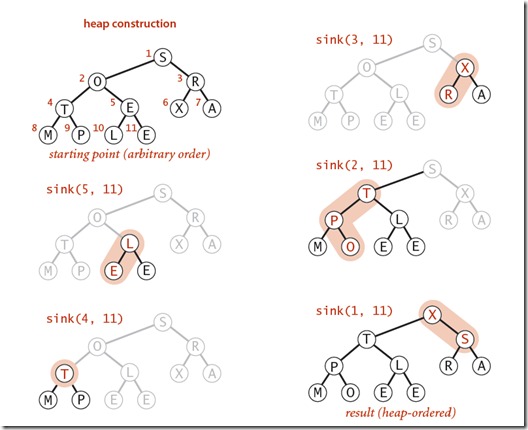 heap construction
1 S
2 O 3 R
4 T 5 E 6 X 7 A
8 M 9 P 10 L 11 E
starting point (arbitrary order)
sink(5, 11)
S
O R
T L X A
M P E E
sink(4, 11)
S
O R
T L X A
M P E E
sink(3, 11)
S
O X
T L R A
M P E E
sink(2, 11)
S
T X
P L R A
M O E E
sink(1, 11)
X
T S
P L R A
M O E E
result (heap-ordered)